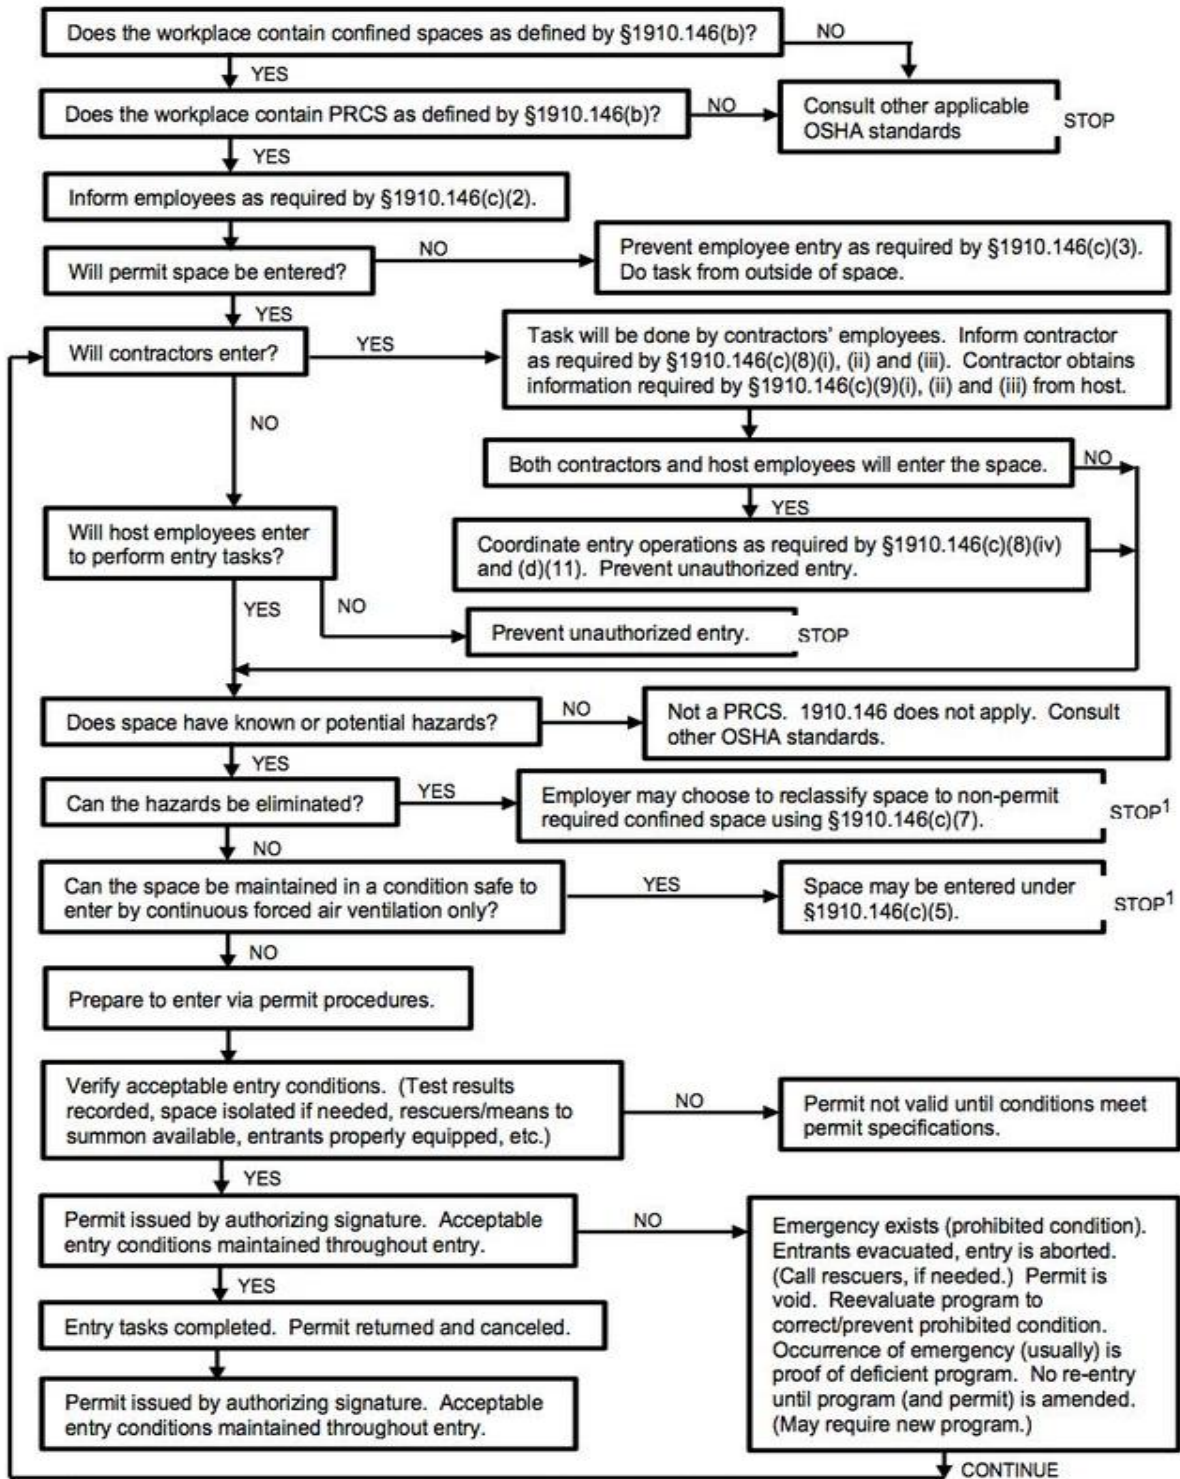 Does the workplace contain confined spaces as defined by §1910.146(b)?
NO
YES
Does the workplace contain PRCS as defined by §1910.146(b)?
NO
Consult other applicable
OSHA standards
STOP
YES
Inform employees as required by §1910.146(c)(2).
Will permit space be entered?
NO
Prevent employee entry as required by §1910.146(c)(3).
Do task from outside of space.
YES
Will contractors enter?
YES
Task will be done by contractors' employees. Inform contractor
as required by §1910.146(c)(8)(i), (ii) and (iii). Contractor obtains
information required by §1910.146(c)(9)(i), (ii) and (iii) from host.
NO
Both contractors and host employees will enter the space.
NO
YES
Will host employees enter
to perform entry tasks?
Coordinate entry operations as required by §1910.146(c)(8)(iv)
and (d)(11). Prevent unauthorized entry.
YES
NO
Prevent unauthorized entry.
STOP
Does space have known or potential hazards?
NO
Not a PRCS. 1910.146 does not apply. Consult
other OSHA standards.
YES
Can the hazards be eliminated?
YES
Employer may choose to reclassify space to non-permit
required confined space using §1910.146(c)(7).
STOP1
NO
Can the space be maintained in a condition safe to
enter by continuous forced air ventilation only?
YES
Space may be entered under
§1910.146(c)(5).
STOP1
NO
Prepare to enter via permit procedures.
Verify acceptable entry conditions. (Test results
recorded, space isolated if needed, rescuers/means to
summon available, entrants properly equipped, etc.)
NO
Permit not valid until conditions meet
permit specifications.
YES
Permit issued by authorizing signature. Acceptable
entry conditions maintained throughout entry.
NO
Emergency exists (prohibited condition).
Entrants evacuated, entry is aborted.
(Call rescuers, if needed.) Permit is
void. Reevaluate program to
correct/prevent prohibited condition.
Occurrence of emergency (usually) is
proof of deficient program. No re-entry
until program (and permit) is amended.
(May require new program.)
YES
Entry tasks completed. Permit returned and canceled.
Permit issued by authorizing signature. Acceptable
entry conditions maintained throughout entry.
CONTINUE